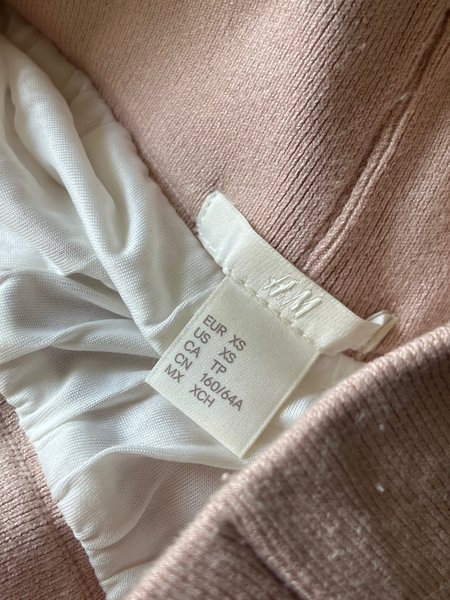 H&M
EUR XS
US XS
CA TP
CN 160/64A
MX XCH